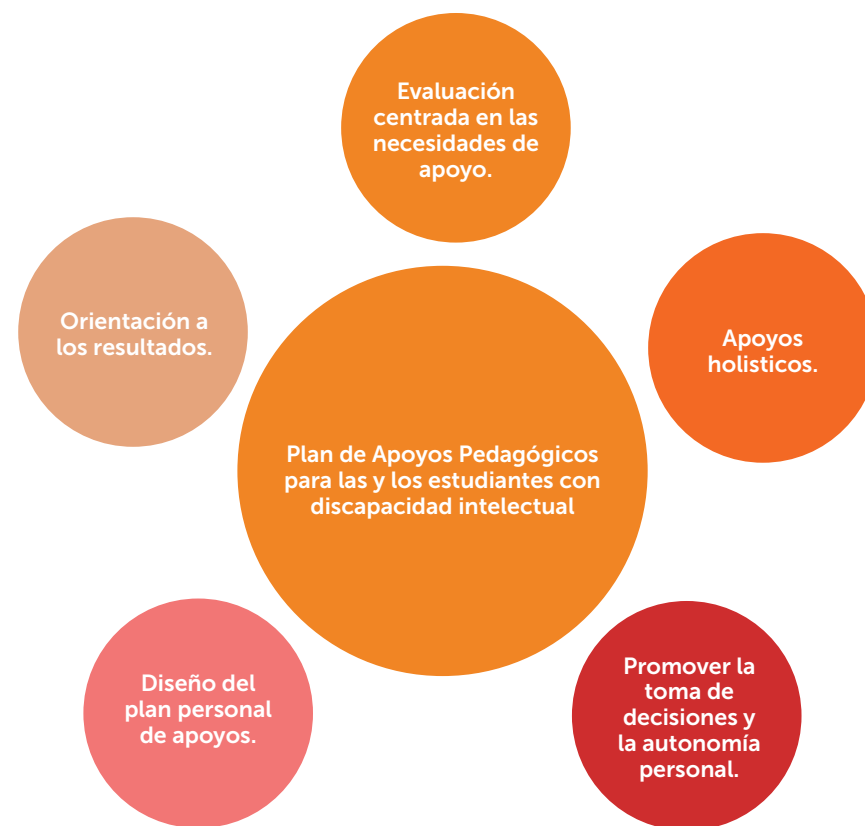 Evaluación
centrada en las
necesidades de
apoyo.
Orientación a
los resultados.
Apoyos
holisticos.
Plan de Apoyos Pedagógicos
para las y los estudiantes con
discapacidad intelectual
Diseño del
plan personal
de apoyos.
Promover la
toma de
decisiones y
la autonomía
personal.